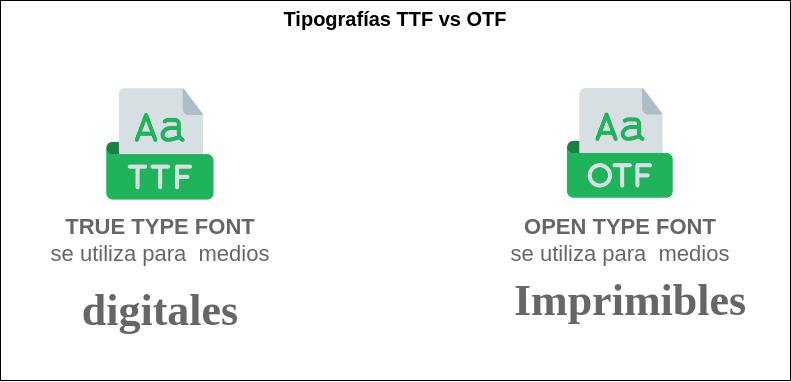 Tipografías TTF vs OTF
Aa
TTF
TRUE TYPE FONT
se utiliza para  medios
digitales
Aa
OTF
OPEN TYPE FONT
se utiliza para  medios
Imprimibles